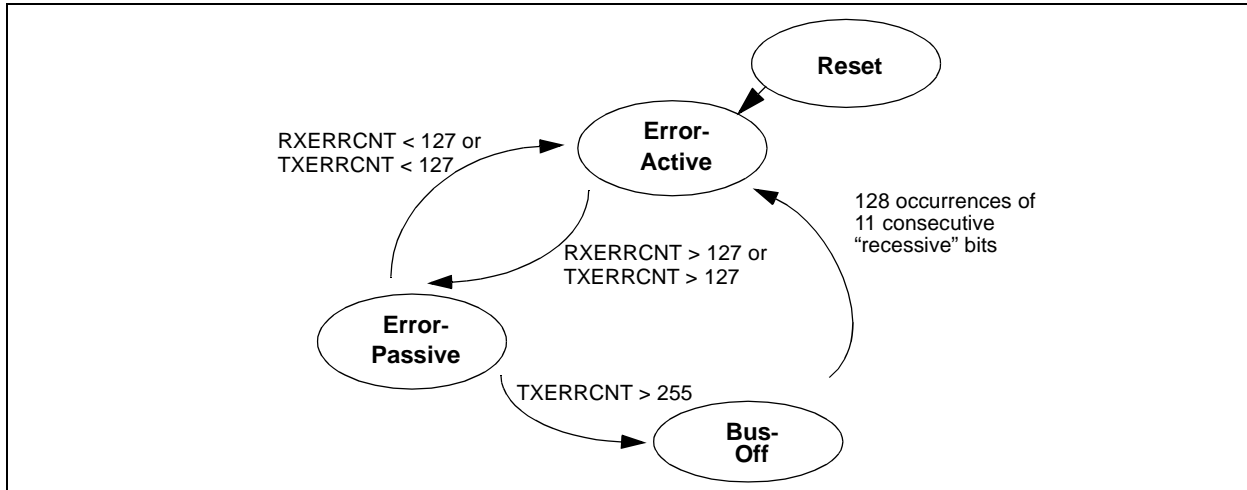 Reset
Error-
Active
RXERRCNT < 127 or
TXERRCNT < 127
128 occurrences of
11 consecutive
“recessive” bits
RXERRCNT > 127 or
TXERRCNT > 127
Error-
Passive
TXERRCNT > 255
Bus-
Off